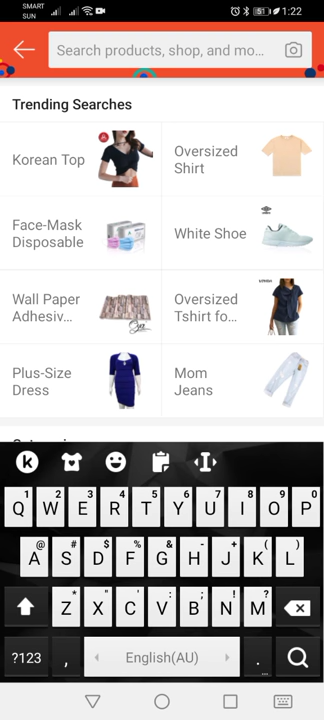 SMART
SUN
51
1:22
Search products, shop, and mo...
Trending Searches
Korean Top
Oversized
Shirt
Face-Mask
Disposable
White Shoe
Wall Paper
Adhesiv...
Oversized
Tshirt fo...
Plus-Size
Dress
Mom
Jeans
1 2 3 4 5 6 7 8 9 0
Q W E R T Y U I O P
@ # $ % & - + ( )
A S D F G H J K L
* " ' : ; ! ?
Z X C V B N M
?123 , English(AU) .